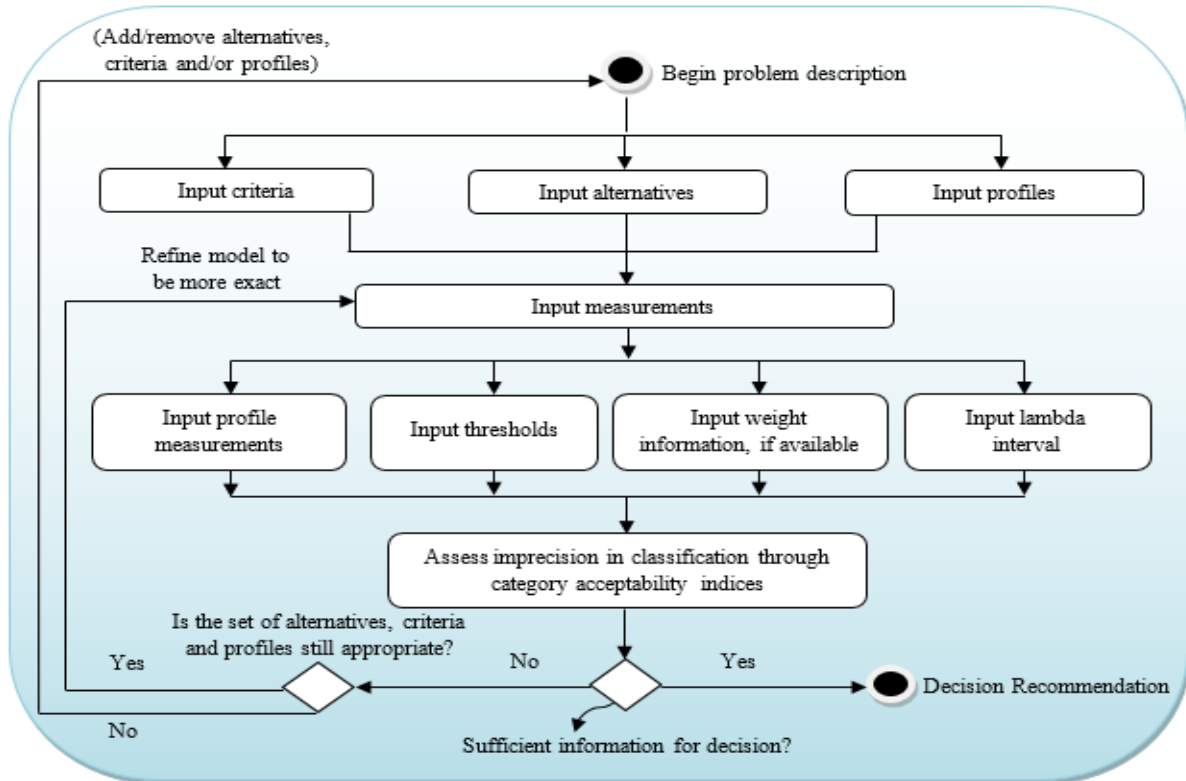 (Add/remove alternatives,
criteria and/or profiles)
Begin problem description
Input criteria
Input alternatives
Input profiles
Refine model to
be more exact
Input measurements
Input profile
measurements
Input thresholds
Input weight
information, if available
Input lambda
interval
Assess imprecision in classification through
category acceptability indices
Is the set of alternatives, criteria
and profiles still appropriate?
Yes
No
Yes
Decision Recommendation
No
Sufficient information for decision?